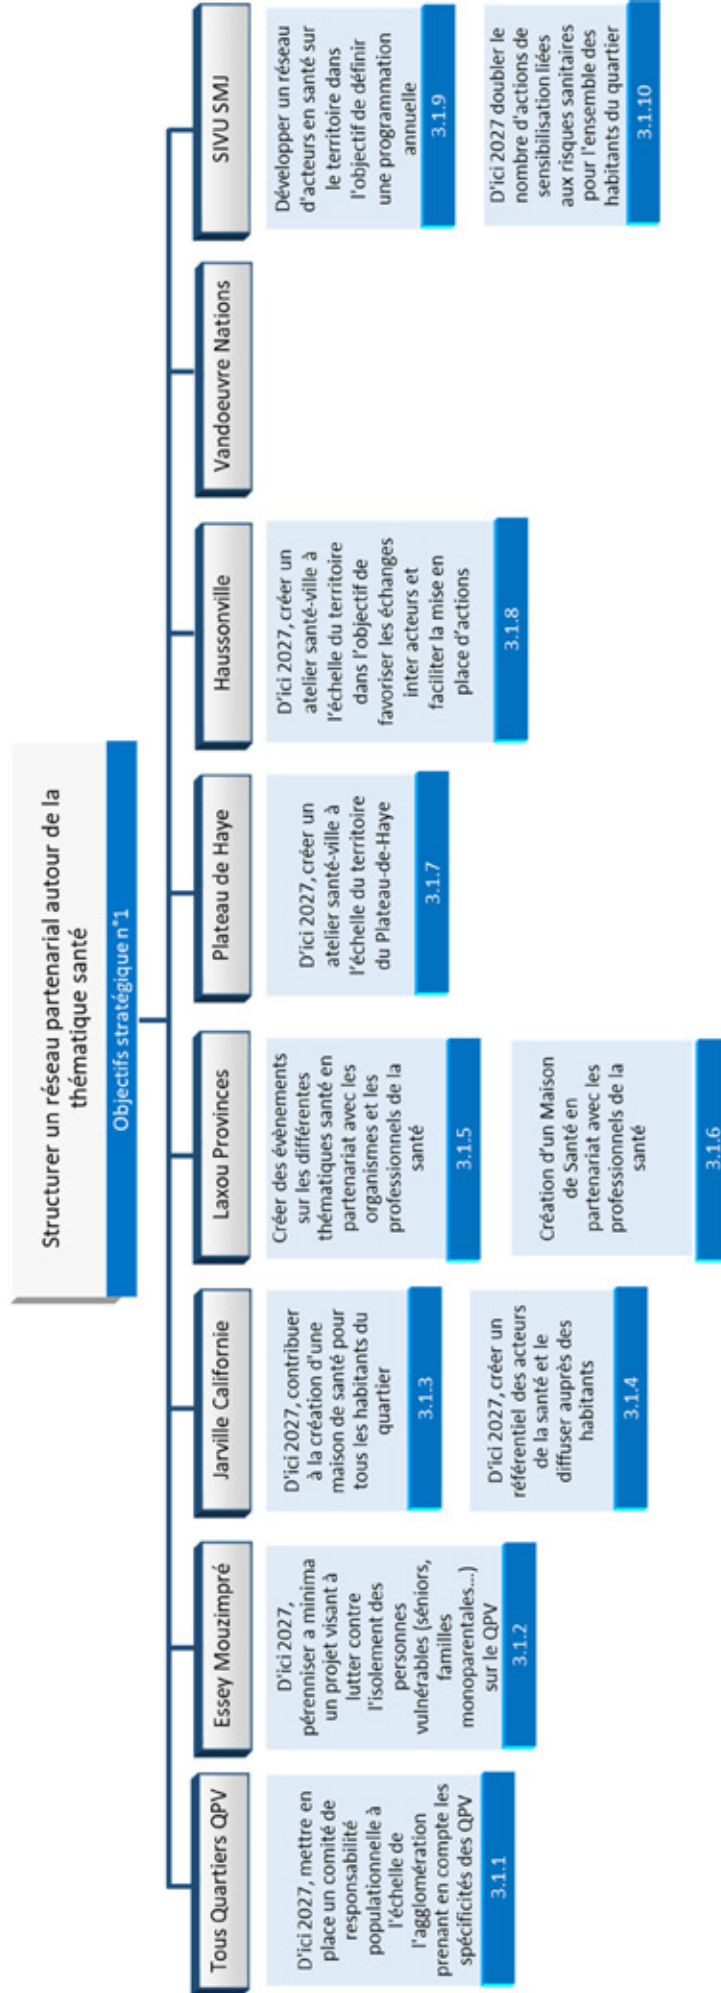 Structurer un réseau partenarial autour de la
thématique santé
Objectifs stratégique n°1
Tous Quartiers QPV
D'ici 2027, mettre en
place un comité de
responsabilité
populationnelle à
l'échelle de
l'agglomération
prenant en compte les
spécificités des QPV
3.1.1
Essey Mouzimpré
D'ici 2027,
pérenniser a minima
un projet visant à
lutter contre
l'isolement des
personnes
vulnérables (séniors,
familles
monoparentales...)
sur le QPV
3.1.2
Jarville Californie
D'ici 2027, contribuer
à la création d'une
maison de santé pour
tous les habitants du
quartier
3.1.3
D'ici 2027, créer un
référentiel des acteurs
de la santé et le
diffuser auprès des
habitants
3.1.4
Laxou Provinces
Créer des évènements
sur les différentes
thématiques santé en
partenariat avec les
organismes et les
professionnels de la
santé
3.1.5
Création d'un Maison
de Santé en
partenariat avec les
professionnels de la
santé
3.1.6
Plateau de Haye
D'ici 2027, créer un
atelier santé-ville à
l'échelle du territoire
du Plateau-de-Haye
3.1.7
Haussonville
D'ici 2027, créer un
atelier santé-ville à
l'échelle du territoire
dans l'objectif de
favoriser les échanges
inter acteurs et
faciliter la mise en
place d'actions
3.1.8
Vandoeuvre Nations
SIVU SMJ
Développer un réseau
d'acteurs en santé sur
le territoire dans
l'objectif de définir
une programmation
annuelle
3.1.9
D'ici 2027 doubler le
nombre d'actions de
sensibilisation liées
aux risques sanitaires
pour l'ensemble des
habitants du quartier
3.1.10